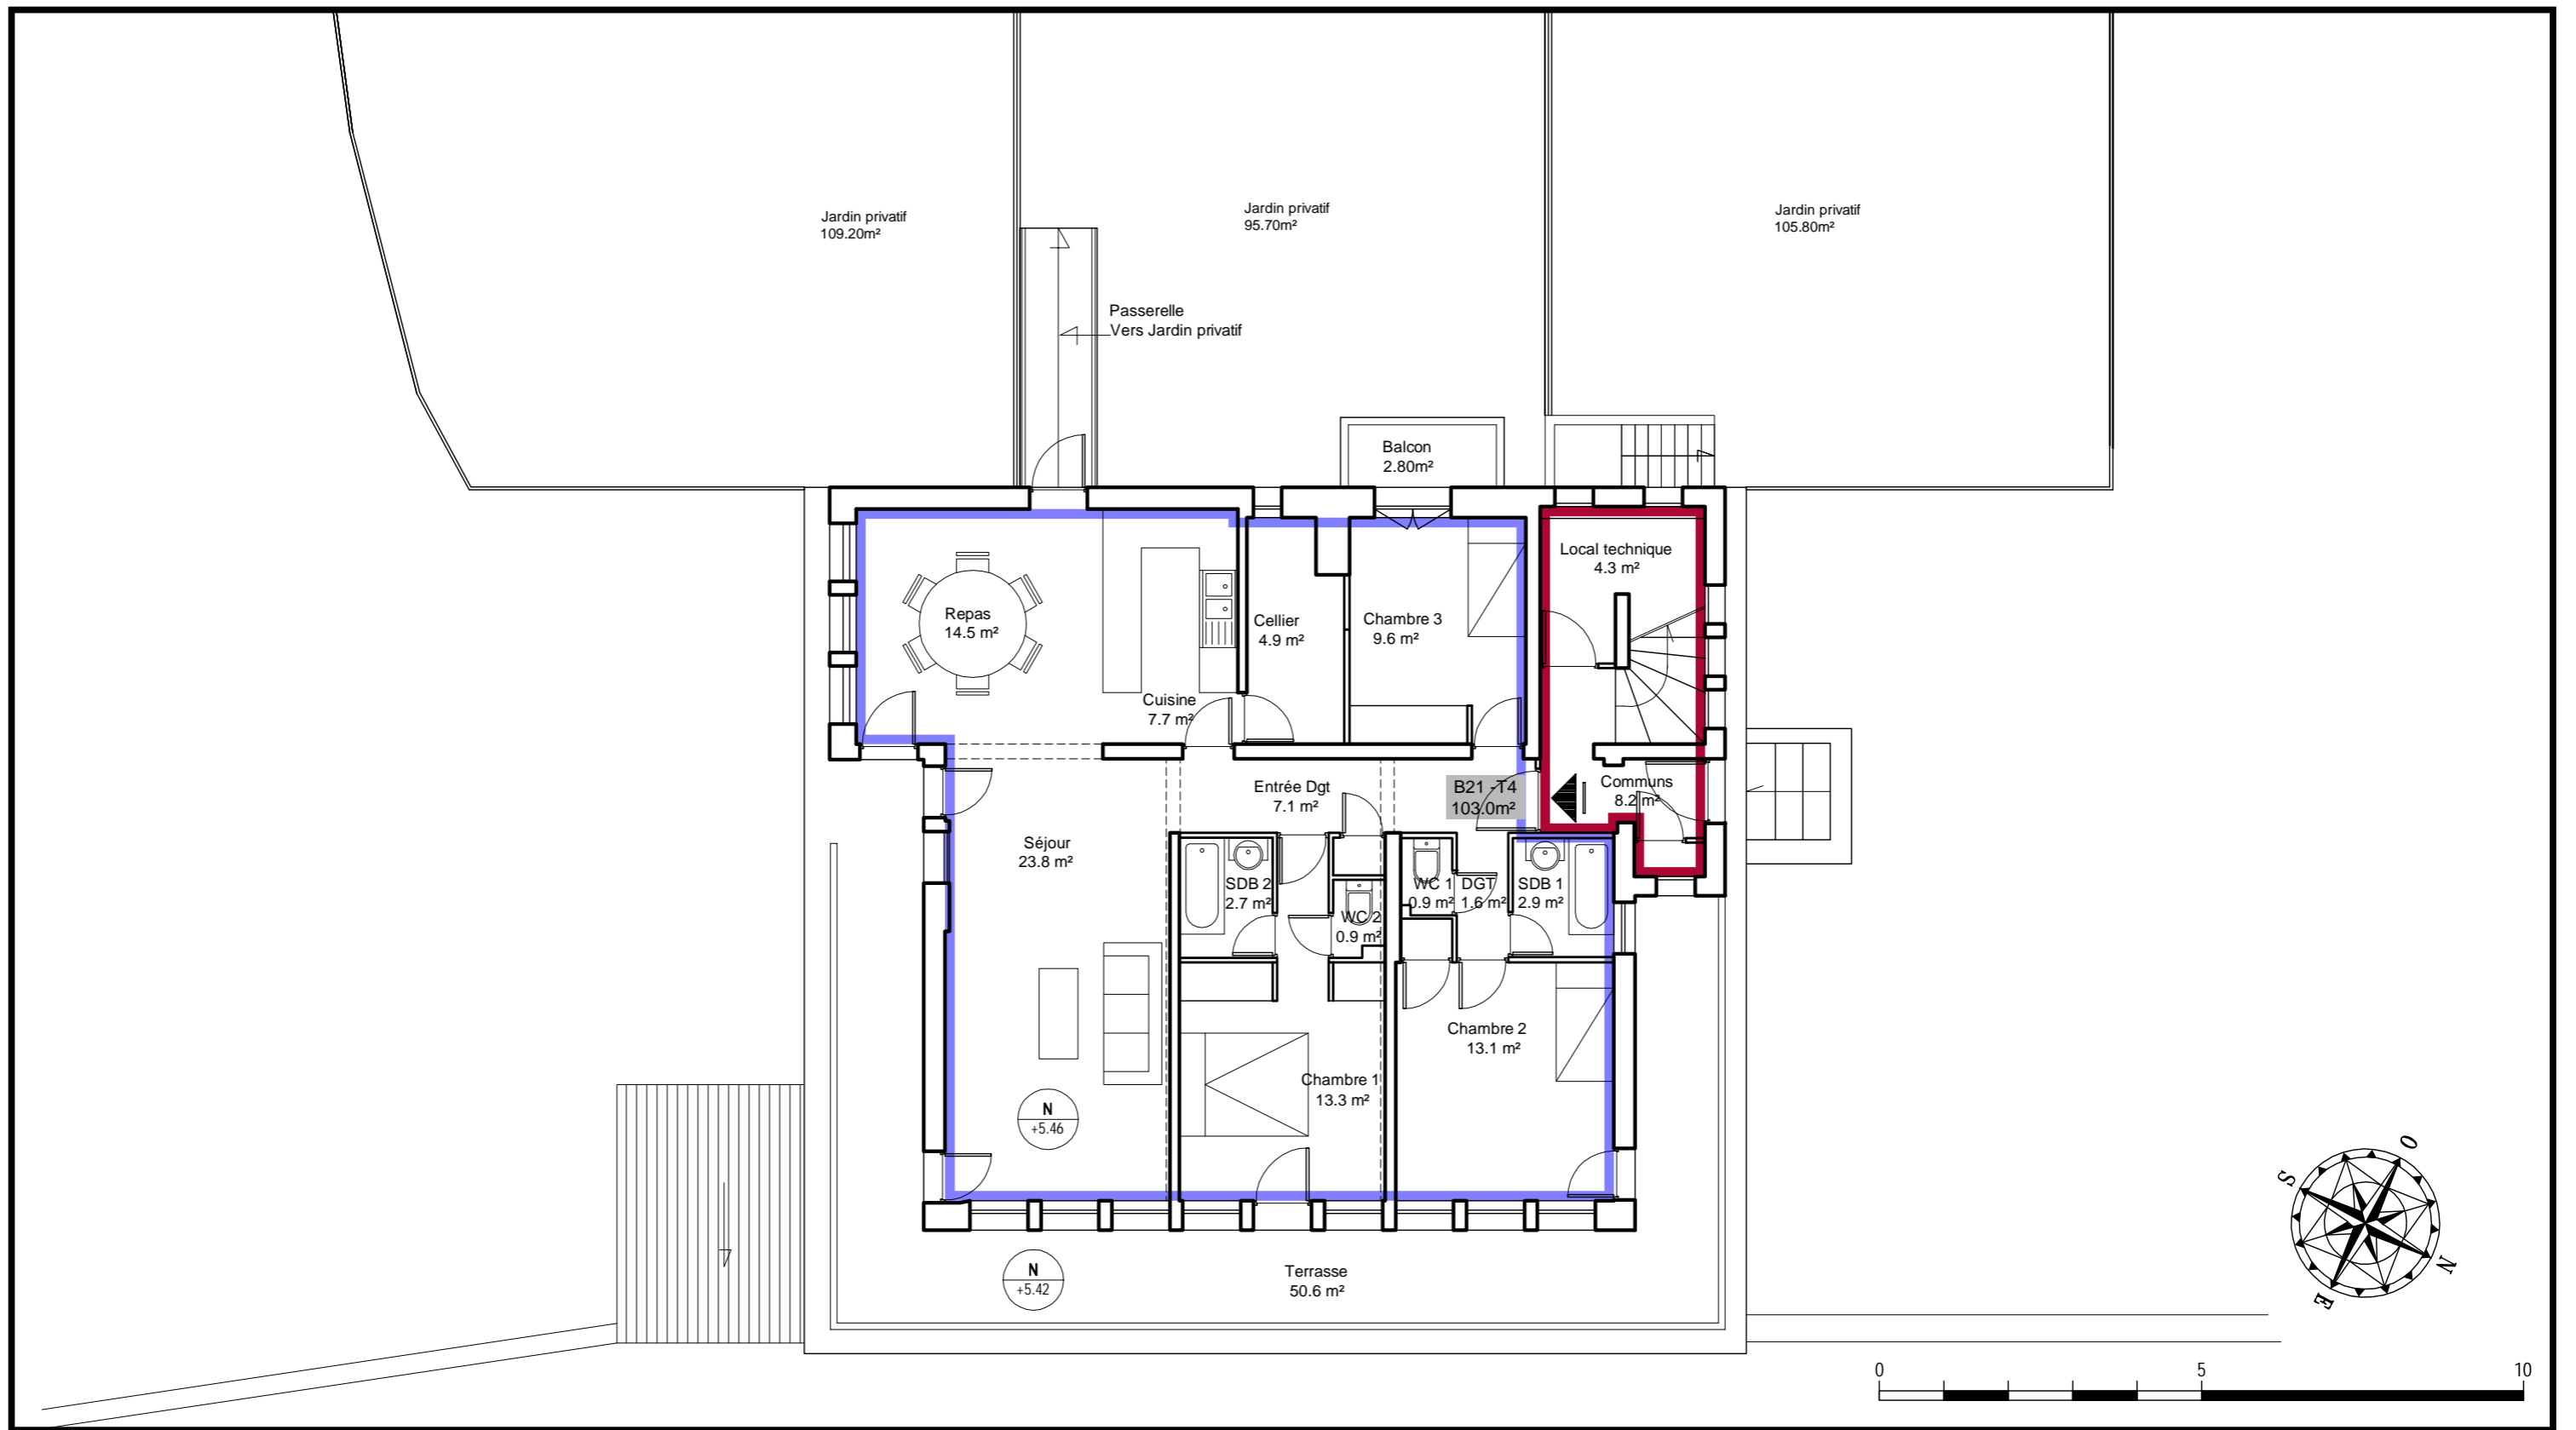 Jardin privatif
109.20m²
Jardin privatif
95.70m²
Jardin privatif
105.80m²
Passerelle
Vers Jardin privatif
Balcon
2.80m²
Local technique
4.3 m²
Repas
14.5 m²
Cellier
4.9 m²
Chambre 3
9.6 m²
Cuisine
7.7 m²
Entrée Dgt
7.1 m²
B21 -T4
103.0m²
Communs
8.2 m²
Séjour
23.8 m²
SDB 2
2.7 m²
WC 2
0.9 m²
WC 1
0.9 m²
DGT
1.6 m²
SDB 1
2.9 m²
Chambre 2
13.1 m²
Chambre 1
13.3 m²
N
+5.46
N
+5.42
Terrasse
50.6 m²
O
S
N
E
0 5 10